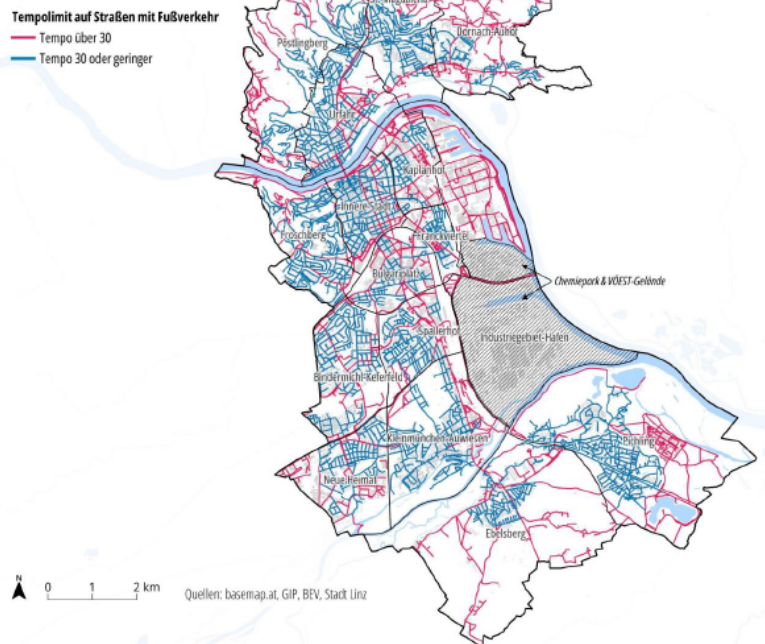 Tempolimit auf Straßen mit Fußverkehr
Tempo über 30
Tempo 30 oder geringer
Pöstlingberg
Dornach-Auhof
Urfahr
Kaplanhof
Innere Stadt
Froschberg
Franckviertel
Bulgariplatz
Chemiepark & VÖEST-Gelände
Spallerhof
Industriegebiet-Hafen
Bindermichl-Keferfeld
Kleinmünchen-Auwiesen
Pichling
Neue Heimat
Ebelsberg
N
0 1 2 km
Quellen: basemap.at, GIP, BEV, Stadt Linz